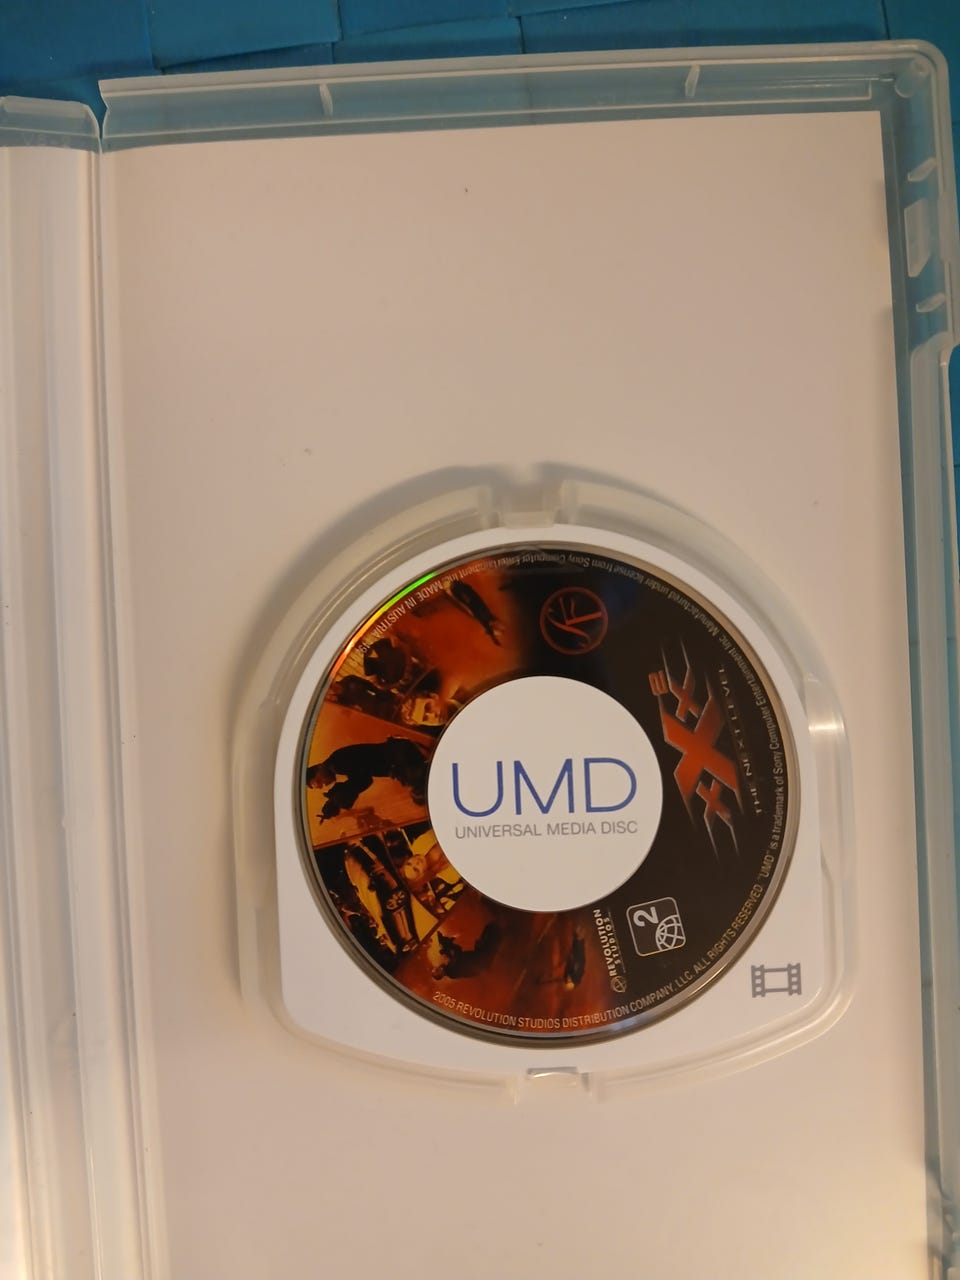 UMD
UNIVERSAL MEDIA DISC
xXx2
THE NEXT LEVEL
REVOLUTION
STUDIOS
2
2005 REVOLUTION STUDIOS DISTRIBUTION COMPANY, LLC. ALL RIGHTS RESERVED. "UMD" is a trademark of Sony Computer Entertainment Inc. Manufactured under license from Sony Computer Entertainment Inc. MADE IN AUSTRIA